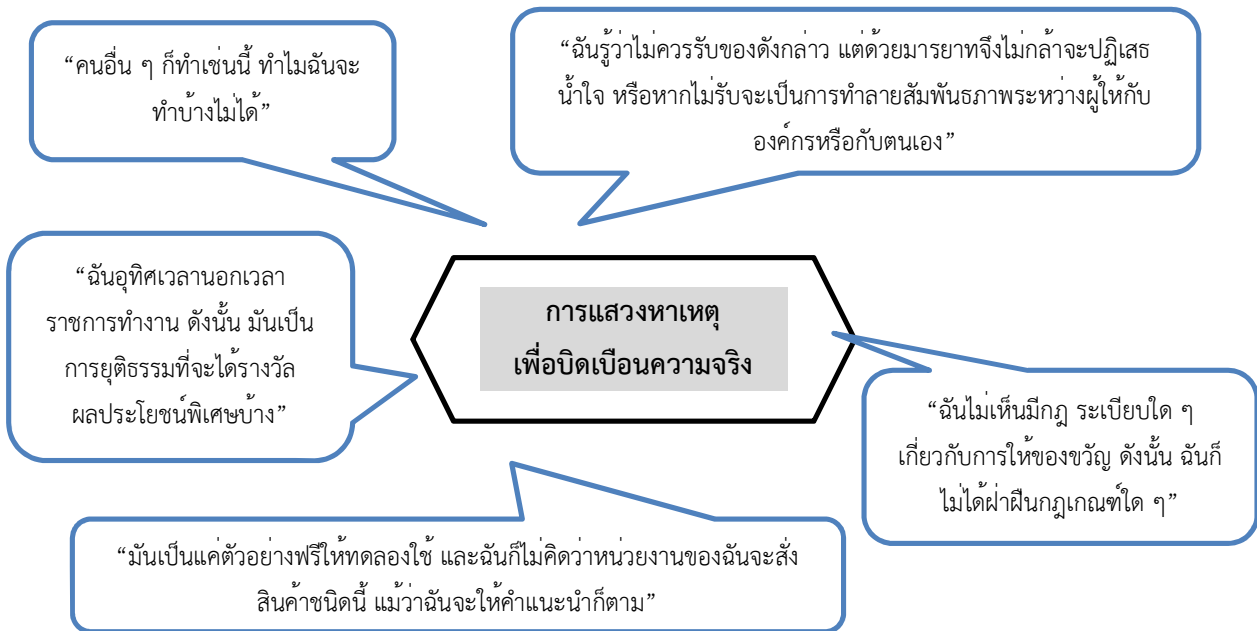 “คนอื่น ๆ ก็ทำเช่นนี้ ทำไมฉันจะ
ทำบ้างไม่ได้”
“ฉันรู้ว่าไม่ควรรับของดังกล่าว แต่ด้วยมารยาทจึงไม่กล้าจะปฏิเสธ
น้ำใจ หรือหากไม่รับจะเป็นการทำลายสัมพันธภาพระหว่างผู้ให้กับ
องค์กรหรือกับตนเอง”
“ฉันอุทิศเวลานอกเวลา
ราชการทำงาน ดังนั้น มันเป็น
การยุติธรรมที่จะได้รางวัล
ผลประโยชน์พิเศษบ้าง”
การแสวงหาเหตุ
เพื่อบิดเบือนความจริง
“ฉันไม่เห็นมีกฎ ระเบียบใด ๆ
เกี่ยวกับการให้ของขวัญ ดังนั้น ฉันก็
ไม่ได้ฝ่าฝืนกฎเกณฑ์ใด ๆ”
“มันเป็นแค่ตัวอย่างฟรีให้ทดลองใช้ และฉันก็ไม่คิดว่าหน่วยงานของฉันจะสั่ง
สินค้าชนิดนี้ แม้ว่าฉันจะให้คำแนะนำก็ตาม”